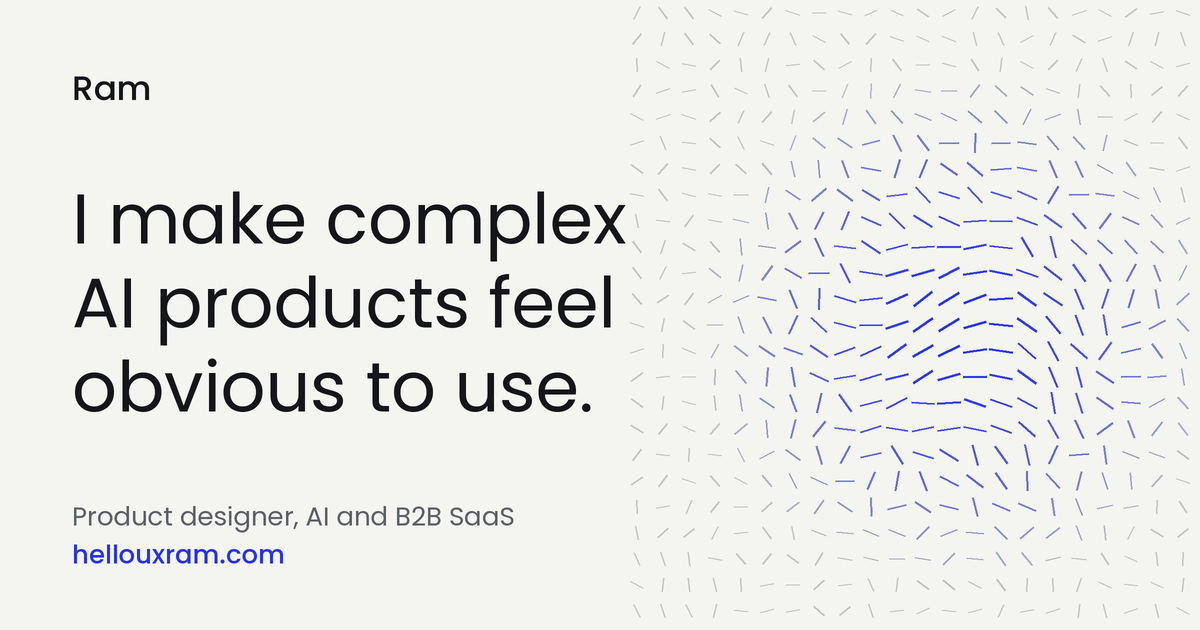 Ram
I make complex
AI products feel
obvious to use.
Product designer, AI and B2B SaaS
hellouxram.com